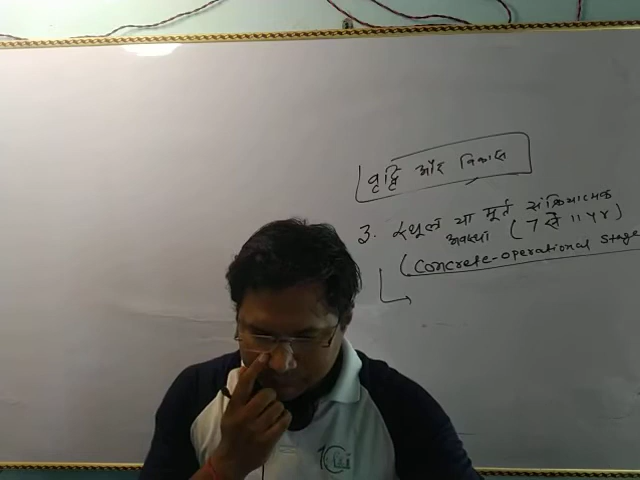 वृद्धि और विकास
3. स्थूल या मूर्त संक्रियात्मक
अवस्था (7 से 11 yr)
(Concrete-operational stage